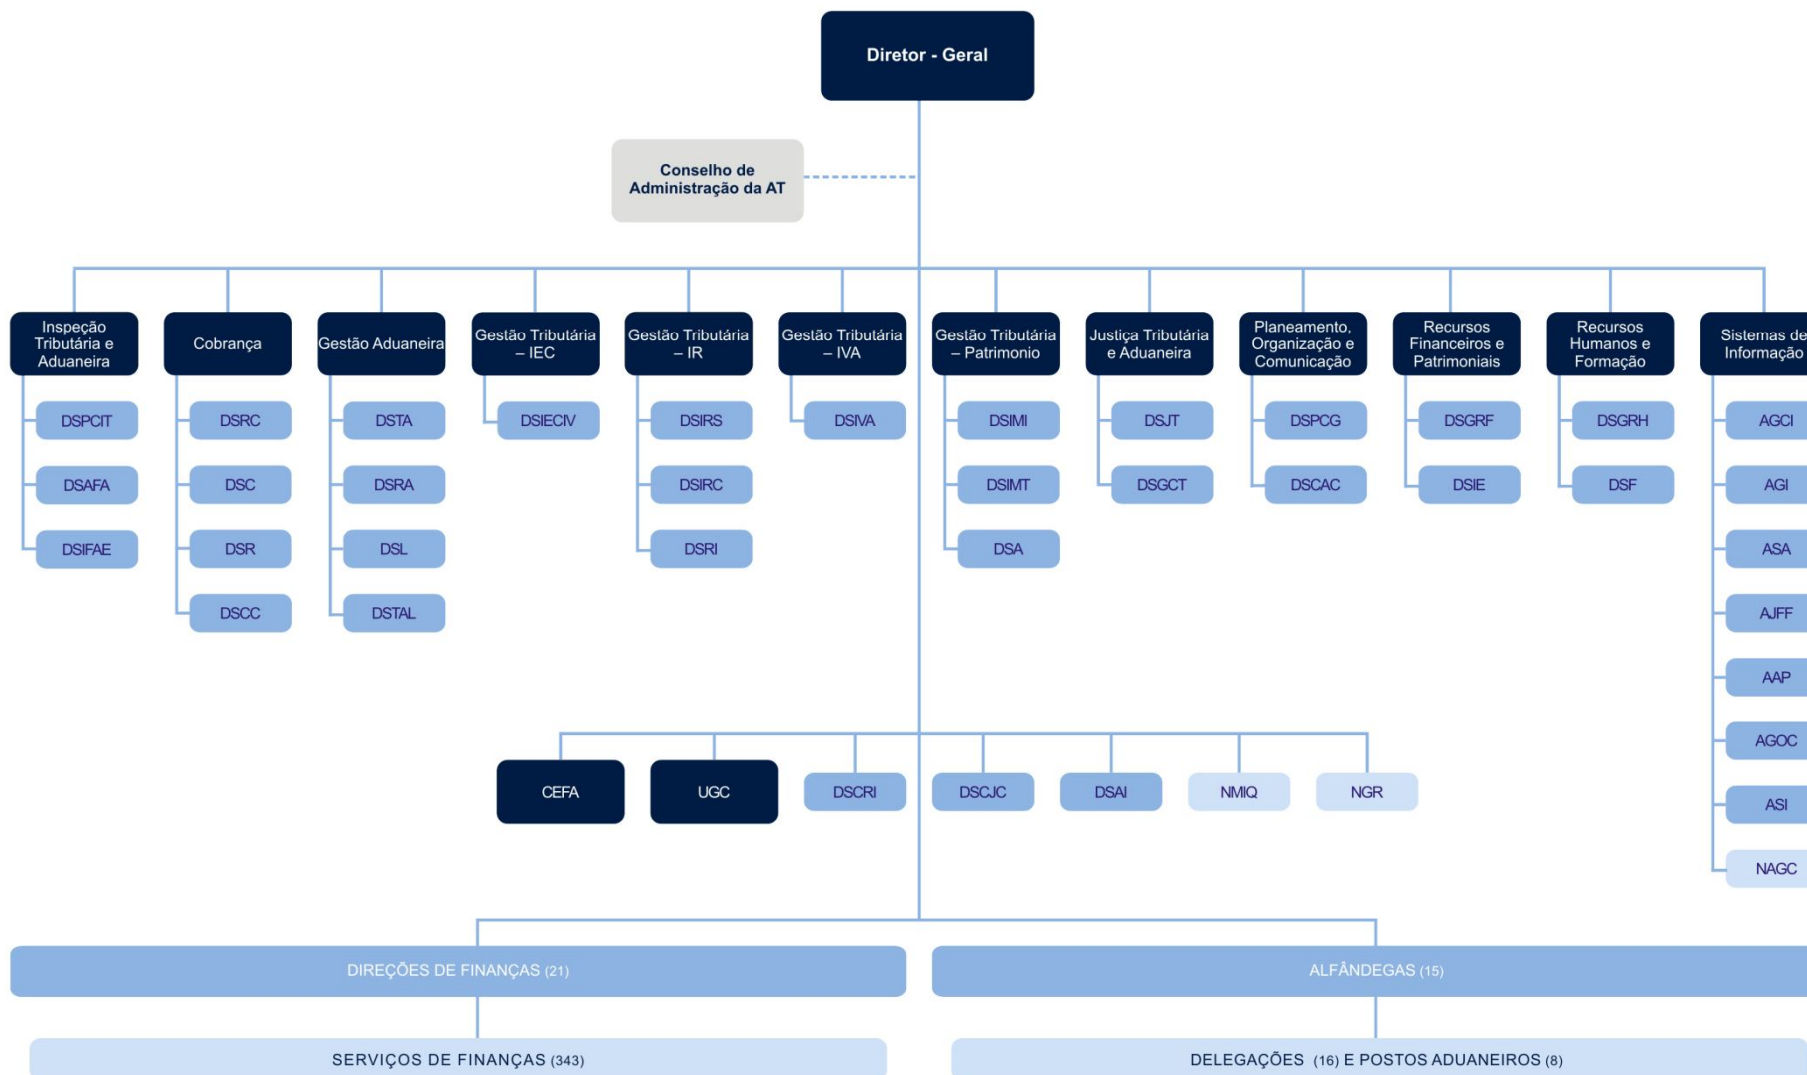 Diretor - Geral
Conselho de
Administração da AT
Inspeção
Tributária e
Aduaneira
Cobrança
Gestão Aduaneira
Gestão Tributária
– IEC
Gestão Tributária
– IR
Gestão Tributária
– IVA
Gestão Tributária
– Patrimonio
Justiça Tributária
e Aduaneira
Planeamento,
Organização e
Comunicação
Recursos
Financeiros e
Patrimoniais
Recursos
Humanos e
Formação
Sistemas de
Informação
DSPCIT
DSRC
DSTA
DSIECIV
DSIRS
DSIVA
DSIMI
DSJT
DSPCG
DSGRF
DSGRH
AGCI
DSAFA
DSC
DSRA
DSIRC
DSIMT
DSGCT
DSCAC
DSIE
DSF
AGI
DSIFAE
DSR
DSL
DSRI
DSA
ASA
DSCC
DSTAL
AJFF
AAP
AGOC
CEFA
UGC
DSCRI
DSCJC
DSAI
NMIQ
NGR
ASI
NAGC
DIREÇÕES DE FINANÇAS (21)
ALFÂNDEGAS (15)
SERVIÇOS DE FINANÇAS (343)
DELEGAÇÕES (16) E POSTOS ADUANEIROS (8)